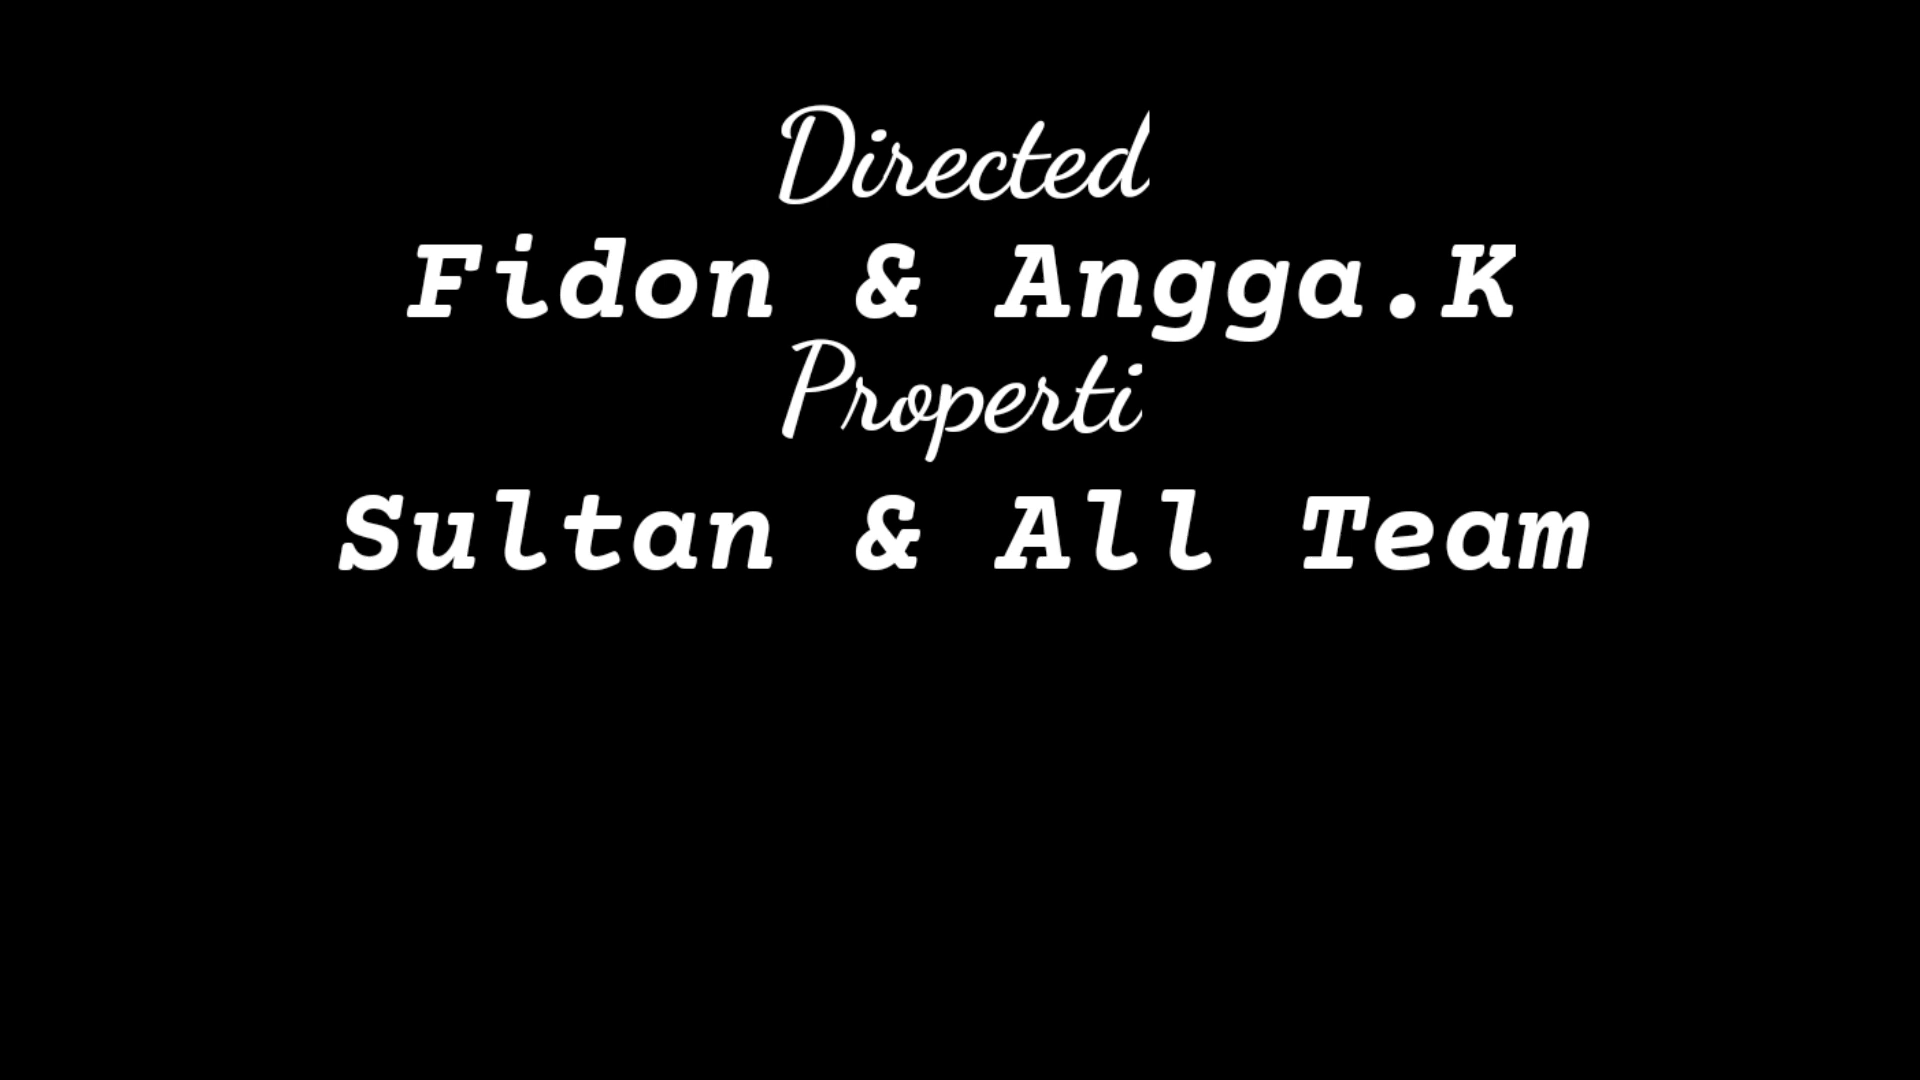 Directed
Fidon & Angga.K
Properti
Sultan & All Team